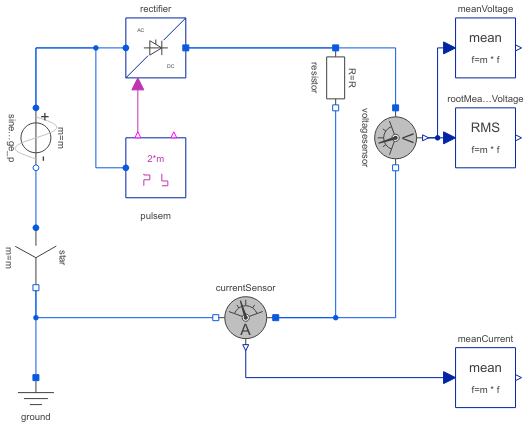 rectifier
AC
DC
meanVoltage
mean
f=m * f
R=R
resistor
rootMea...Voltage
RMS
f=m * f
voltagesensor
V
sine...ge_p
+
-
m=m
2*m
pulsem
star
m=m
currentSensor
A
meanCurrent
mean
f=m * f
ground